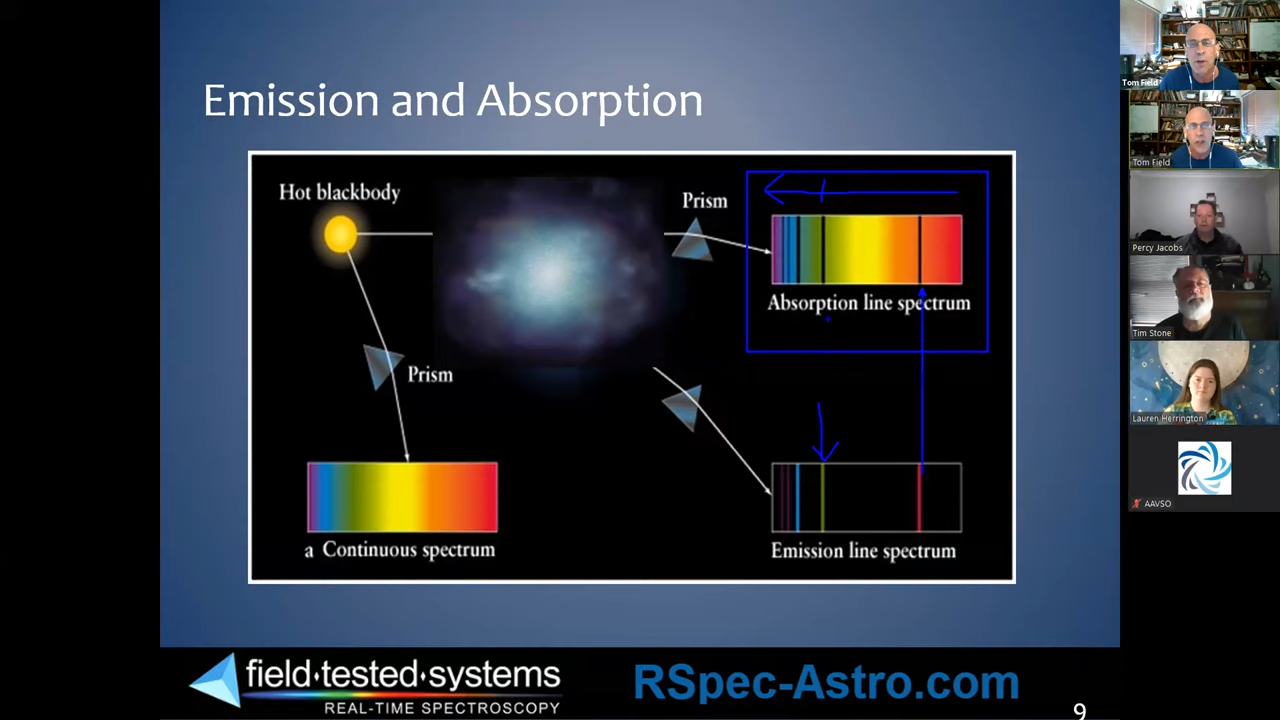 Emission and Absorption
Hot blackbody
Prism
Absorption line spectrum
Prism
a Continuous spectrum
Emission line spectrum
field·tested·systems
REAL-TIME SPECTROSCOPY
RSpec-Astro.com
9
Tom Field
Tom Field
Percy Jacobs
Tim Stone
Lauren Herrington
AAVSO